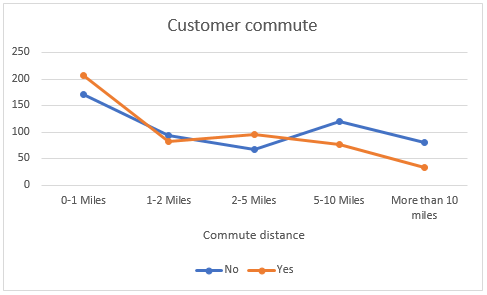 Customer commute
250
200
150
100
50
0
0-1 Miles 1-2 Miles 2-5 Miles 5-10 Miles More than 10
miles
Commute distance
No Yes